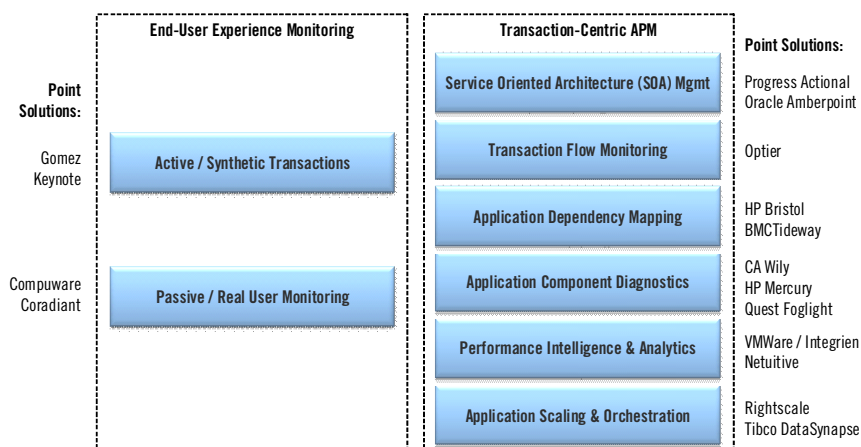 End-User Experience Monitoring
Point
Solutions:
Gomez
Keynote
Active / Synthetic Transactions
Compuware
Coradiant
Passive / Real User Monitoring
Transaction-Centric APM
Point Solutions:
Service Oriented Architecture (SOA) Mgmt
Progress Actional
Oracle Amberpoint
Transaction Flow Monitoring
Optier
Application Dependency Mapping
HP Bristol
BMCTideway
Application Component Diagnostics
CA Wily
HP Mercury
Quest Foglight
Performance Intelligence & Analytics
VMWare / Integrien
Netuitive
Application Scaling & Orchestration
Rightscale
Tibco DataSynapse